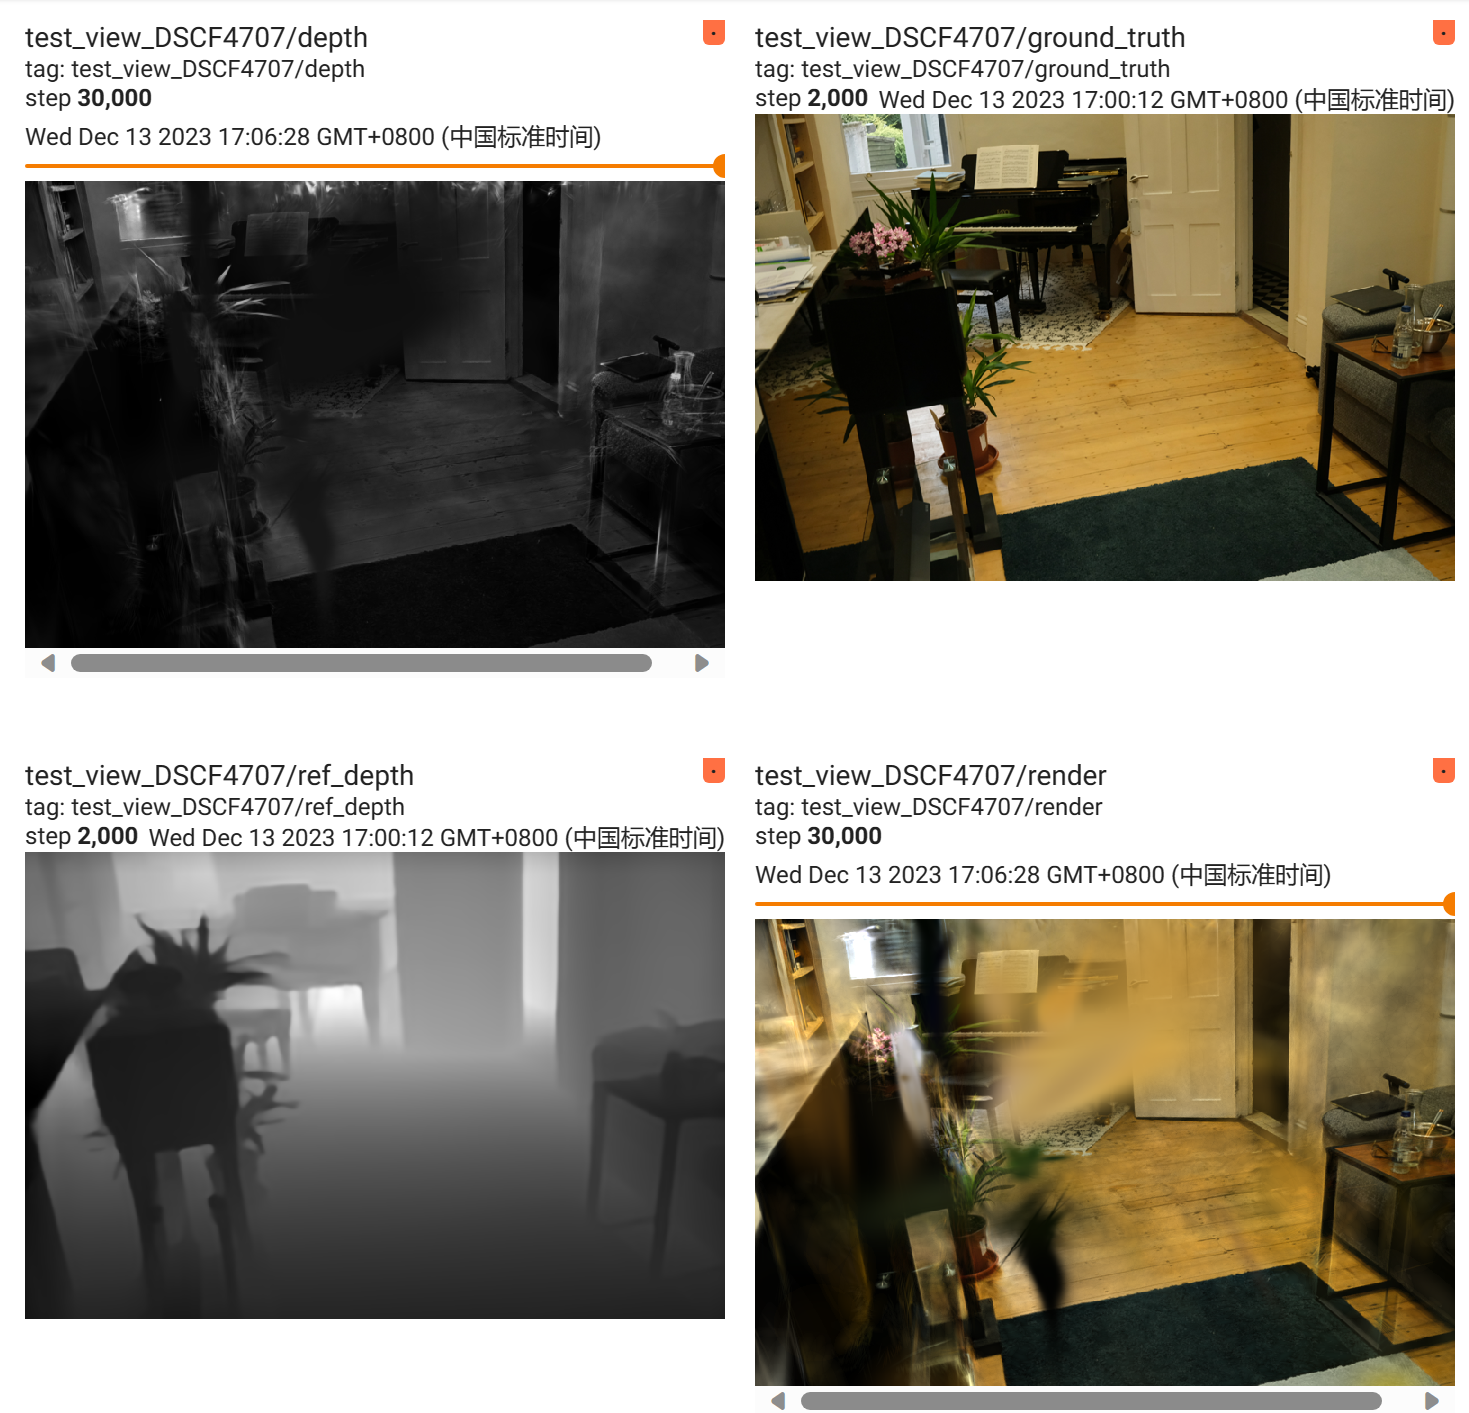 test_view_DSCF4707/depth
tag: test_view_DSCF4707/depth
step 30,000
Wed Dec 13 2023 17:06:28 GMT+0800 (中国标准时间)
test_view_DSCF4707/ground_truth
tag: test_view_DSCF4707/ground_truth
step 2,000 Wed Dec 13 2023 17:00:12 GMT+0800 (中国标准时间)
test_view_DSCF4707/ref_depth
tag: test_view_DSCF4707/ref_depth
step 2,000 Wed Dec 13 2023 17:00:12 GMT+0800 (中国标准时间)
test_view_DSCF4707/render
tag: test_view_DSCF4707/render
step 30,000
Wed Dec 13 2023 17:06:28 GMT+0800 (中国标准时间)